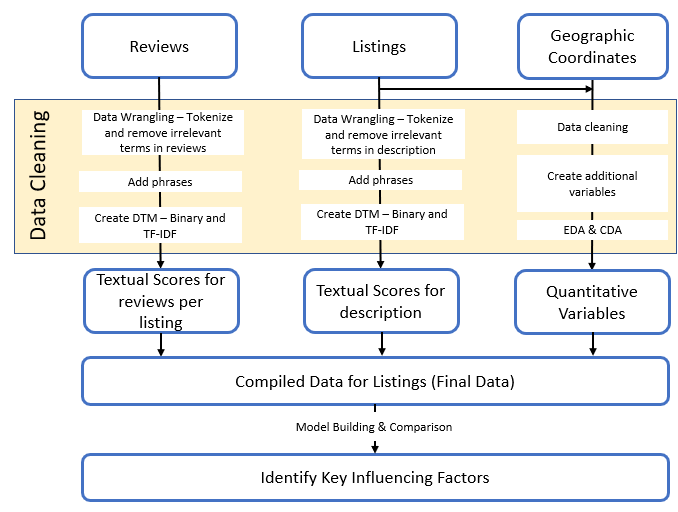 Reviews
Listings
Geographic
Coordinates
Data Cleaning
Data Wrangling – Tokenize
and remove irrelevant
terms in reviews
Add phrases
Create DTM – Binary and
TF-IDF
Data Wrangling – Tokenize
and remove irrelevant
terms in description
Add phrases
Create DTM – Binary and
TF-IDF
Data cleaning
Create additional
variables
EDA & CDA
Textual Scores for
reviews per
listing
Textual Scores for
description
Quantitative
Variables
Compiled Data for Listings (Final Data)
Model Building & Comparison
Identify Key Influencing Factors